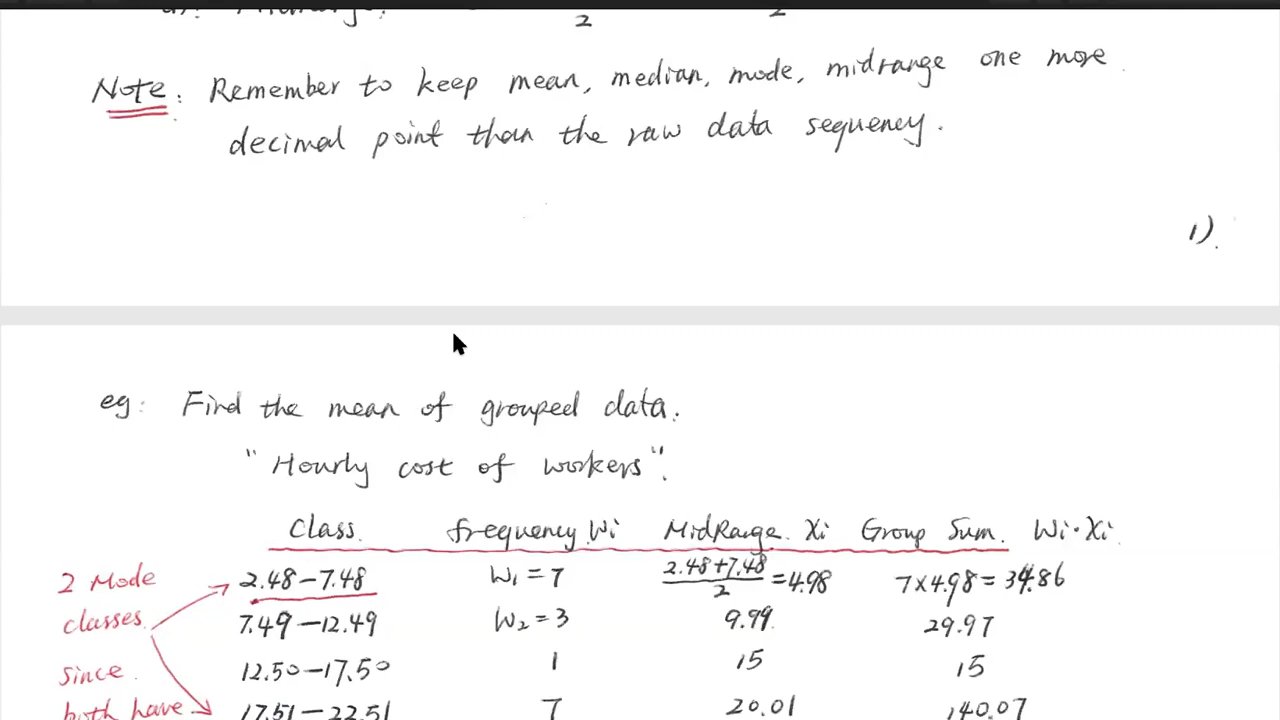 2 2
Note: Remember to keep mean, median, mode, midrange one more
decimal point than the raw data sequency.
1).
eg: Find the mean of grouped data.
"Hourly cost of workers".
Class. frequency Wi MidRange. Xi Group Sum. Wi·Xi
2 Mode 2.48-7.48 W1=7 2.48+7.48/2=4.98 7×4.98=34.86
classes. 7.49-12.49 W2=3 9.99. 29.97
since. 12.50-17.50 1 15 15
both have 17.51-22.51 7 20.01 140.07